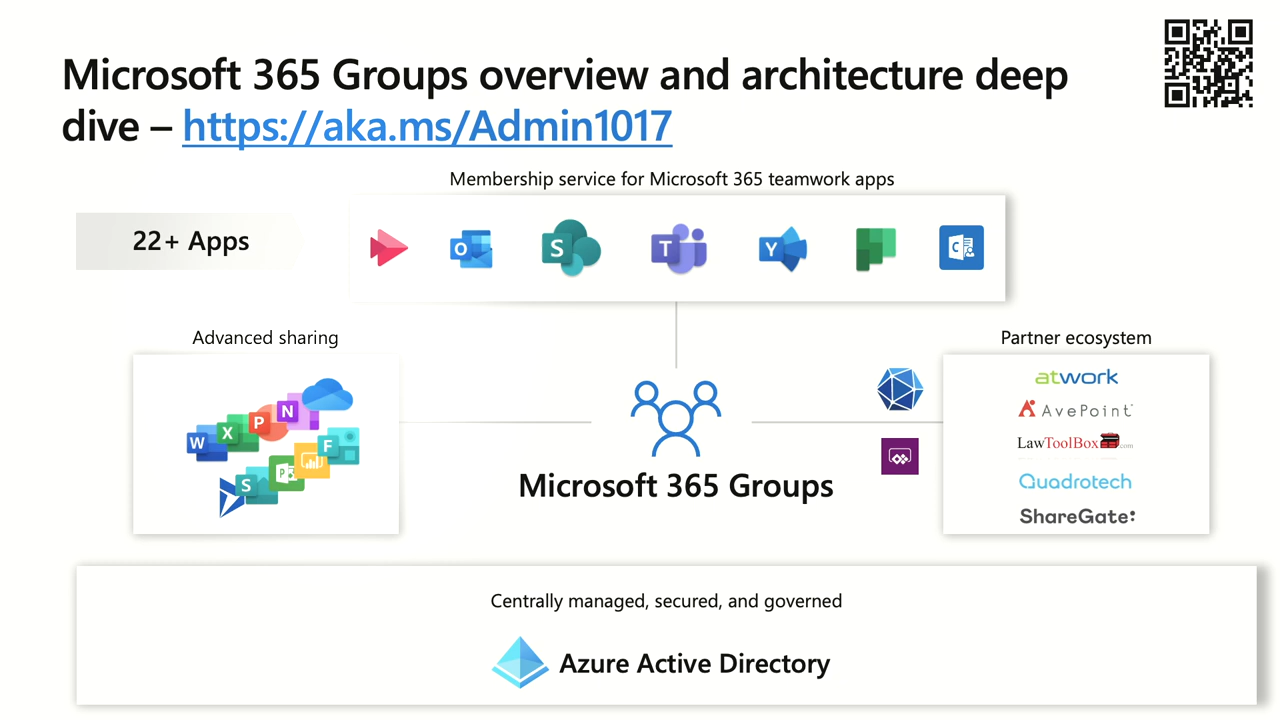 Microsoft 365 Groups overview and architecture deep
dive – https://aka.ms/Admin1017
Membership service for Microsoft 365 teamwork apps
22+ Apps
O
S
T
Y
C
Advanced sharing
Partner ecosystem
W
X
P
N
F
S
P
atwork
AvePoint
LawToolBox.com
Quadrotech
ShareGate:
Microsoft 365 Groups
Centrally managed, secured, and governed
Azure Active Directory